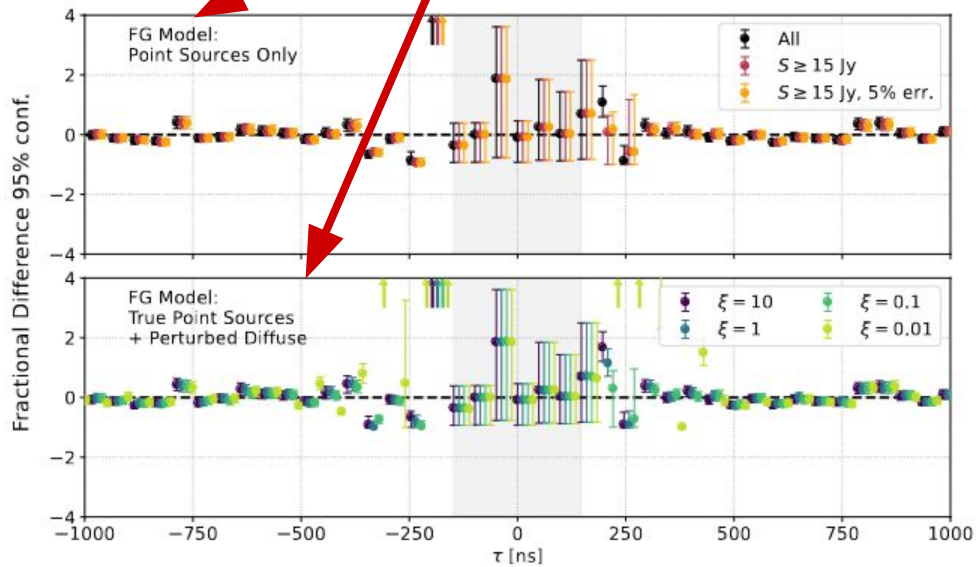 Fractional Difference 95% conf.
4
2
0
−2
−4
FG Model:
Point Sources Only
All
S ≥ 15 Jy
S ≥ 15 Jy, 5% err.
4
2
0
−2
−4
FG Model:
True Point Sources
+ Perturbed Diffuse
ξ = 10
ξ = 1
ξ = 0.1
ξ = 0.01
−1000 −750 −500 −250 0 250 500 750 1000
τ [ns]